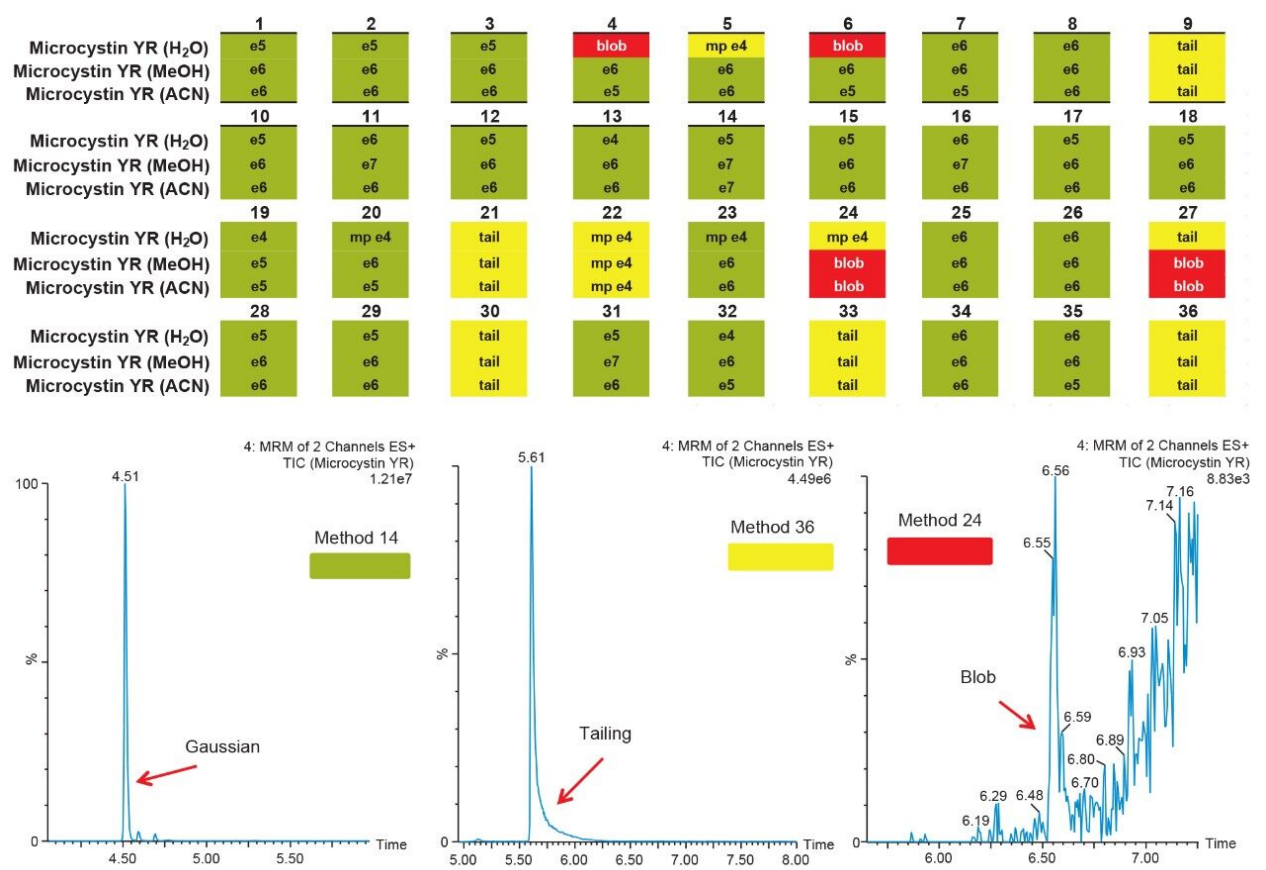 1 2 3 4 5 6 7 8 9
Microcystin YR (H₂O) e5 e5 e5 blob mp e4 blob e6 e6 tail
Microcystin YR (MeOH) e6 e6 e6 e6 e6 e6 e6 e6 tail
Microcystin YR (ACN) e6 e6 e6 e5 e6 e5 e5 e6 tail
10 11 12 13 14 15 16 17 18
Microcystin YR (H₂O) e5 e6 e5 e4 e5 e5 e6 e5 e5
Microcystin YR (MeOH) e6 e7 e6 e6 e7 e6 e7 e6 e6
Microcystin YR (ACN) e6 e6 e6 e6 e7 e6 e6 e6 e6
19 20 21 22 23 24 25 26 27
Microcystin YR (H₂O) e4 mp e4 tail mp e4 mp e4 mp e4 e6 e6 tail
Microcystin YR (MeOH) e5 e6 tail mp e4 e6 blob e6 e6 blob
Microcystin YR (ACN) e5 e5 tail mp e4 e6 blob e6 e6 blob
28 29 30 31 32 33 34 35 36
Microcystin YR (H₂O) e5 e5 tail e5 e4 tail e6 e6 tail
Microcystin YR (MeOH) e6 e6 tail e7 e6 tail e6 e6 tail
Microcystin YR (ACN) e6 e6 tail e6 e5 tail e6 e5 tail
4: MRM of 2 Channels ES+
TIC (Microcystin YR)
1.21e7
4.51
100
%
0
Method 14
Gaussian
4.50 5.00 5.50
Time
4: MRM of 2 Channels ES+
TIC (Microcystin YR)
4.49e6
5.61
%
0
Method 36
Tailing
5.00 5.50 6.00 6.50 7.00 7.50 8.00
Time
4: MRM of 2 Channels ES+
TIC (Microcystin YR)
8.83e3
6.56
7.16
7.14
Method 24
6.55
7.05
%
6.93
Blob
6.59
6.89
6.80
6.70
6.48
6.29
6.19
0
6.00 6.50 7.00
Time